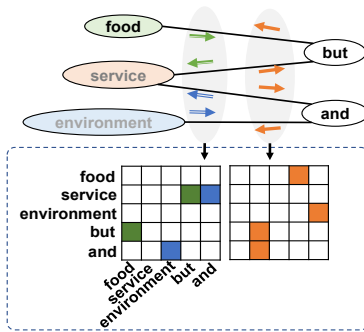 food
but
service
and
environment
food
service
environment
but
and
food
service
environment
but
and